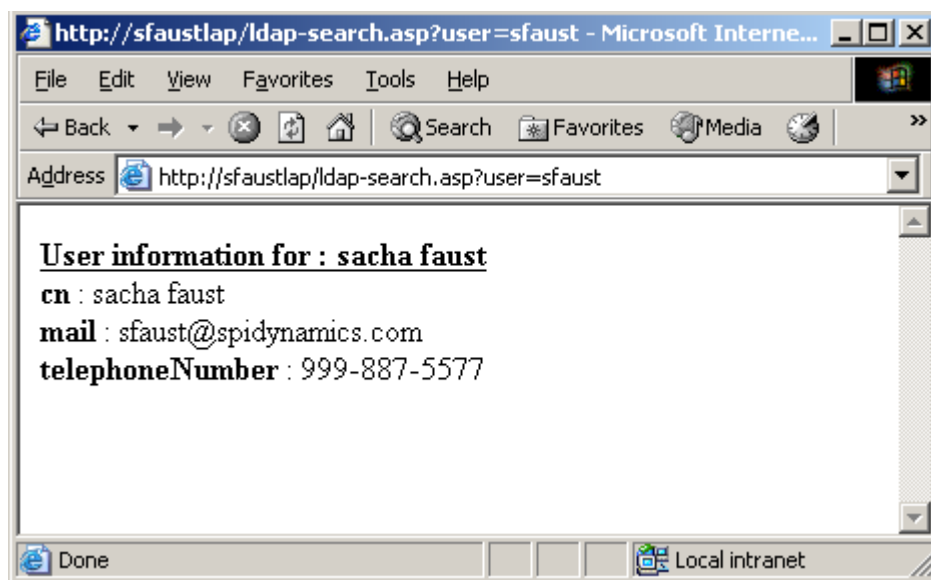 http://sfaustlap/ldap-search.asp?user=sfaust - Microsoft Interne...
File Edit View Favorites Tools Help
Back Search Favorites Media »
Address http://sfaustlap/ldap-search.asp?user=sfaust
User information for : sacha faust
cn : sacha faust
mail : sfaust@spidynamics.com
telephoneNumber : 999-887-5577
Done Local intranet